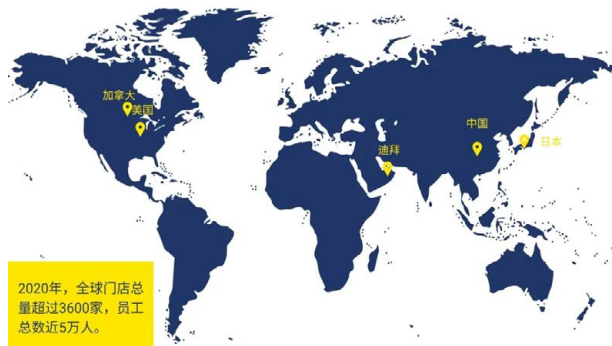 加拿大
美国
中国
日本
迪拜
2020年，全球门店总
量超过3600家，员工
总数近5万人。